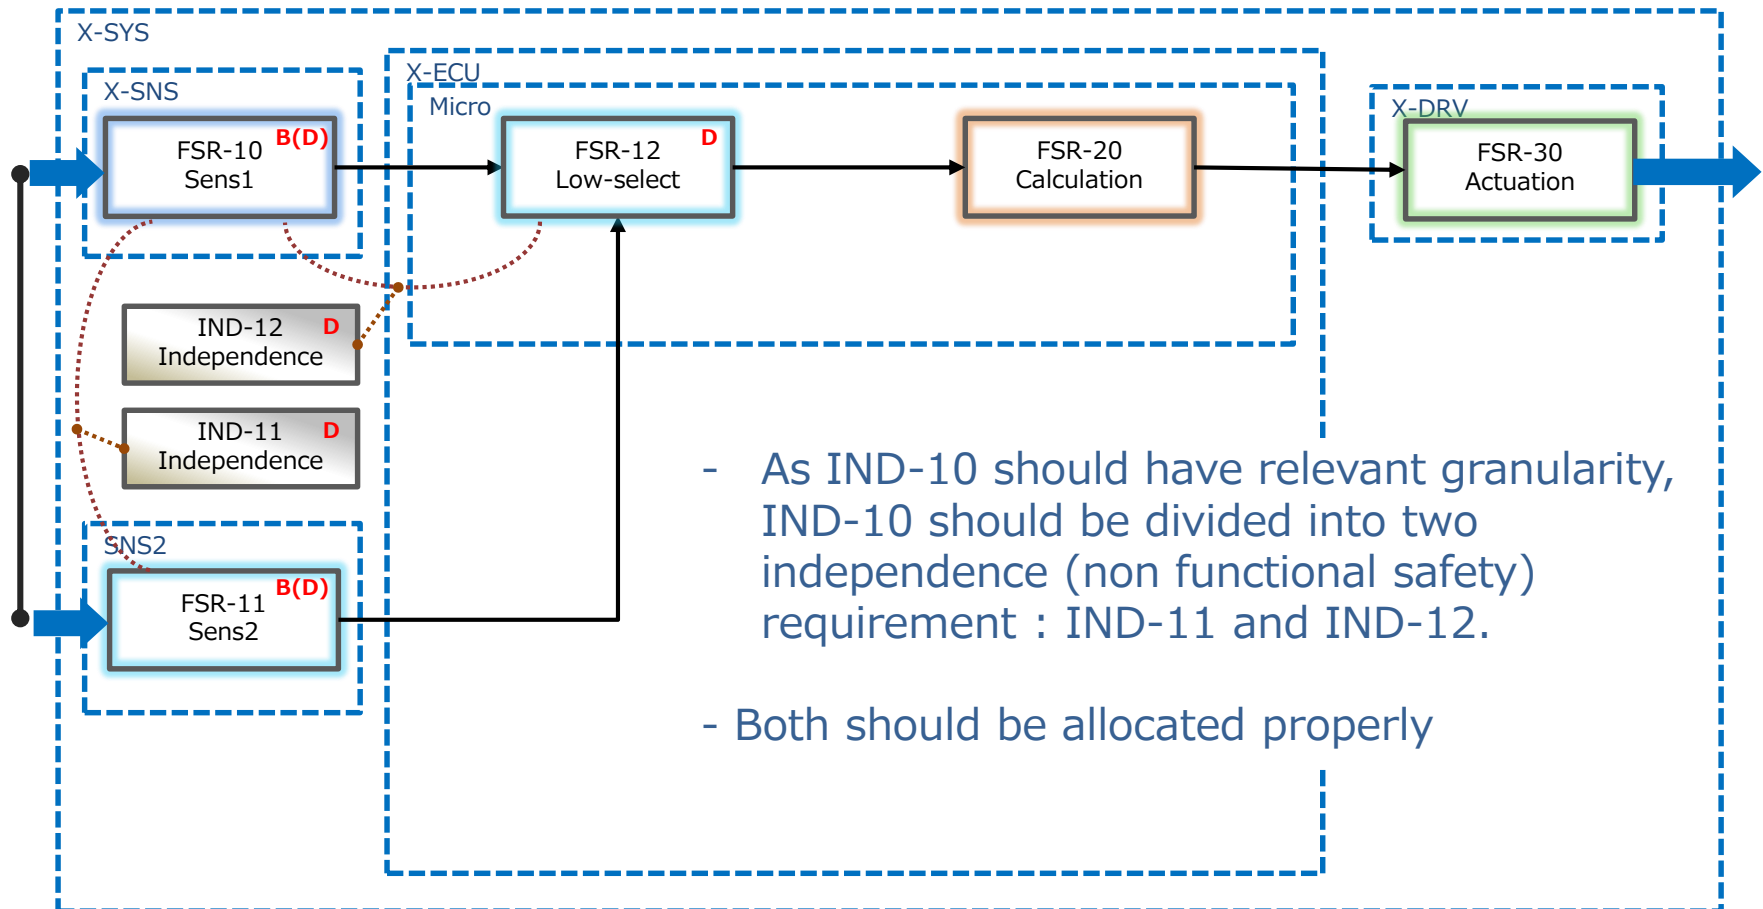 X-SYS
X-ECU
X-SNS
Micro
X-DRV
FSR-10 B(D)
Sens1
FSR-12 D
Low-select
FSR-20
Calculation
FSR-30
Actuation
IND-12 D
Independence
IND-11 D
Independence
SNS2
FSR-11 B(D)
Sens2
- As IND-10 should have relevant granularity,
IND-10 should be divided into two
independence (non functional safety)
requirement : IND-11 and IND-12.
- Both should be allocated properly